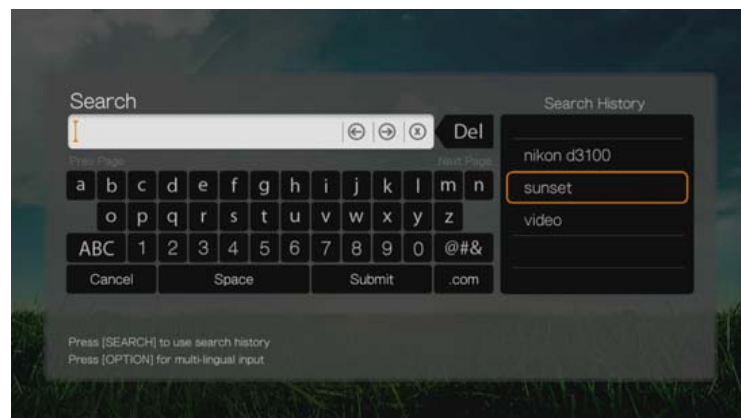 Search
Search History
Del
Prev Page
Next Page
nikon d3100
sunset
video
a b c d e f g h i j k l m n
o p q r s t u v w x y z
ABC 1 2 3 4 5 6 7 8 9 0 @#&
Cancel Space Submit .com
Press [SEARCH] to use search history
Press [OPTION] for multi-lingual input